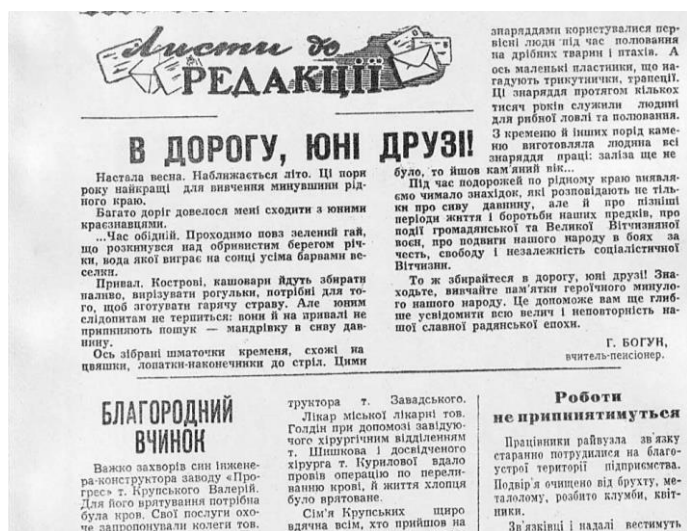 Листи до
РЕДАКЦІЇ
В ДОРОГУ, ЮНІ ДРУЗІ!
Настала весна. Наближається літо. Ці пори
року найкращі для вивчення минувшини рід-
ного краю.
Багато доріг довелося мені сходити з юними
краєзнавцями.
...Час обідній. Проходимо повз зелений гай,
що розкинувся над обривистим берегом річ-
ки, вода якої виграє на сонці усіма барвами ве-
селки.
Привал. Кострові, кашовари йдуть збирати
паливо, вирізувати рогульки, потрібні для то-
го, щоб зготувати гарячу страву. Але юним
слідопитам не терпиться: вони й на привалі не
припиняють пошук — мандрівку в сиву дав-
нину.
Ось зібрані шматочки кременя, схожі на
цвяшки, лопатки-наконечники до стріл. Цими
знаряддями користувалися пер-
вісні люди під час полювання
на дрібних тварин і птахів. А
ось маленькі пластинки, що на-
гадують трикутнички, трапеції.
Ці знаряддя протягом кількох
тисяч років служили людині
для рибної ловлі та полювання.
З кременю й інших порід каме-
ню виготовляла людина всі
знаряддя праці: заліза ще не
було, то йшов кам'яний вік...
Під час подорожей по рідному краю виявля-
ємо чимало знахідок, які розповідають не тіль-
ки про сиву давнину, але й про пізніші
періоди життя і боротьби наших предків, про
події громадянської та Великої Вітчизняної
воєн, про подвиги нашого народу в боях за
честь, свободу і незалежність соціалістичної
Вітчизни.
То ж збирайтеся в дорогу, юні друзі! Зна-
ходьте, вивчайте пам'ятки героїчного минуло-
го нашого народу. Це допоможе вам ще глиб-
ше усвідомити всю велич і неповторність на-
шої славної радянської епохи.
Г. БОГУН,
вчитель-пенсіонер.
БЛАГОРОДНИЙ
ВЧИНОК
Важко захворів син інжене-
ра-конструктора заводу «Про-
грес» т. Крупського Валерій.
Для його врятування потрібна
була кров. Свої послуги охо-
че запропонували колеги тов.
труктора т. Завадського.
Лікар міської лікарні тов.
Голдін при допомозі завідую-
чого хірургічним відділенням
т. Шишкова і досвідченого
хірурга т. Курилової вдало
провів операцію по перели-
ванню крові, й життя хлопця
було врятоване.
Сім'я Крупських щиро
вдячна всім, хто прийшов на
Роботи
не припинятимуться
Працівники райвузла зв'язку
старанно потрудилися на благо-
устрої території підприємства.
Подвір'я очищено від брухту, ме-
талолому, розбито клумби, квіт-
ники.
Зв'язківці і надалі вестимуть